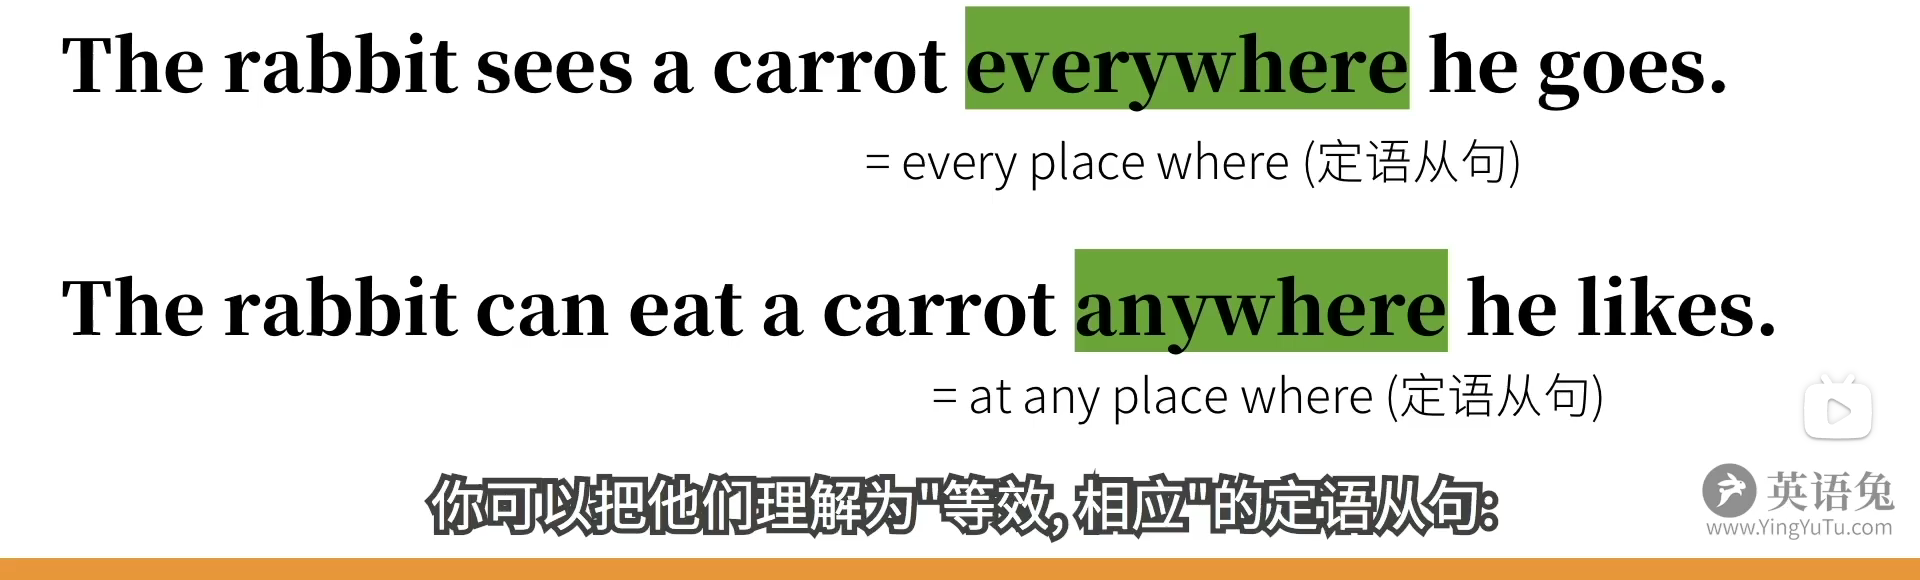 The rabbit sees a carrot everywhere he goes.
= every place where (定语从句)
The rabbit can eat a carrot anywhere he likes.
= at any place where (定语从句)
你可以把他们理解为"等效, 相应"的定语从句:
英语兔
www.YingYuTu.com